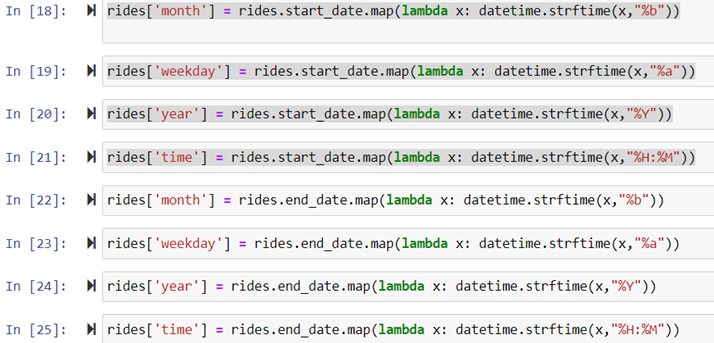 In [18]: rides['month'] = rides.start_date.map(lambda x: datetime.strftime(x,"%b"))
In [19]: rides['weekday'] = rides.start_date.map(lambda x: datetime.strftime(x,"%a"))
In [20]: rides['year'] = rides.start_date.map(lambda x: datetime.strftime(x,"%Y"))
In [21]: rides['time'] = rides.start_date.map(lambda x: datetime.strftime(x,"%H:%M"))
In [22]: rides['month'] = rides.end_date.map(lambda x: datetime.strftime(x,"%b"))
In [23]: rides['weekday'] = rides.end_date.map(lambda x: datetime.strftime(x,"%a"))
In [24]: rides['year'] = rides.end_date.map(lambda x: datetime.strftime(x,"%Y"))
In [25]: rides['time'] = rides.end_date.map(lambda x: datetime.strftime(x,"%H:%M"))